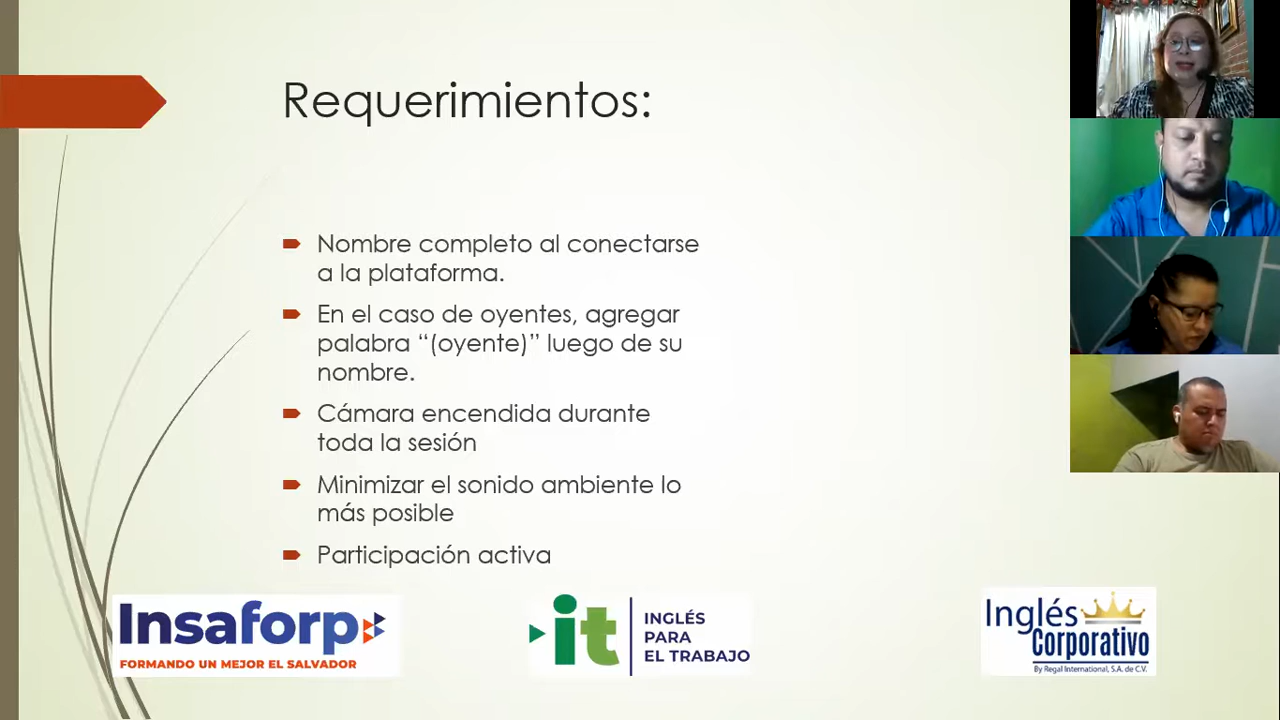 Requerimientos:
Nombre completo al conectarse
a la plataforma.
En el caso de oyentes, agregar
palabra “(oyente)” luego de su
nombre.
Cámara encendida durante
toda la sesión
Minimizar el sonido ambiente lo
más posible
Participación activa
Insaforp
FORMANDO UN MEJOR EL SALVADOR
it
INGLÉS
PARA
EL TRABAJO
Inglés
Corporativo
By Regal International, S.A. de C.V.